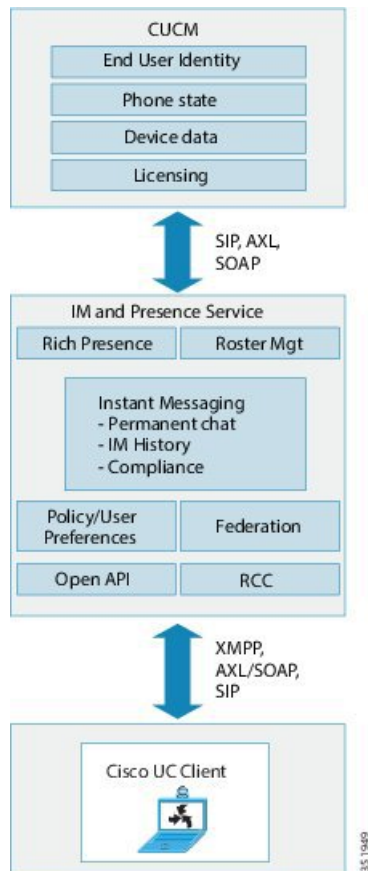 CUCM
End User Identity
Phone state
Device data
Licensing
SIP, AXL,
SOAP
IM and Presence Service
Rich Presence
Roster Mgt
Instant Messaging
- Permanent chat
- IM History
- Compliance
Policy/User
Preferences
Federation
Open API
RCC
XMPP,
AXL/SOAP,
SIP
Cisco UC Client
351949